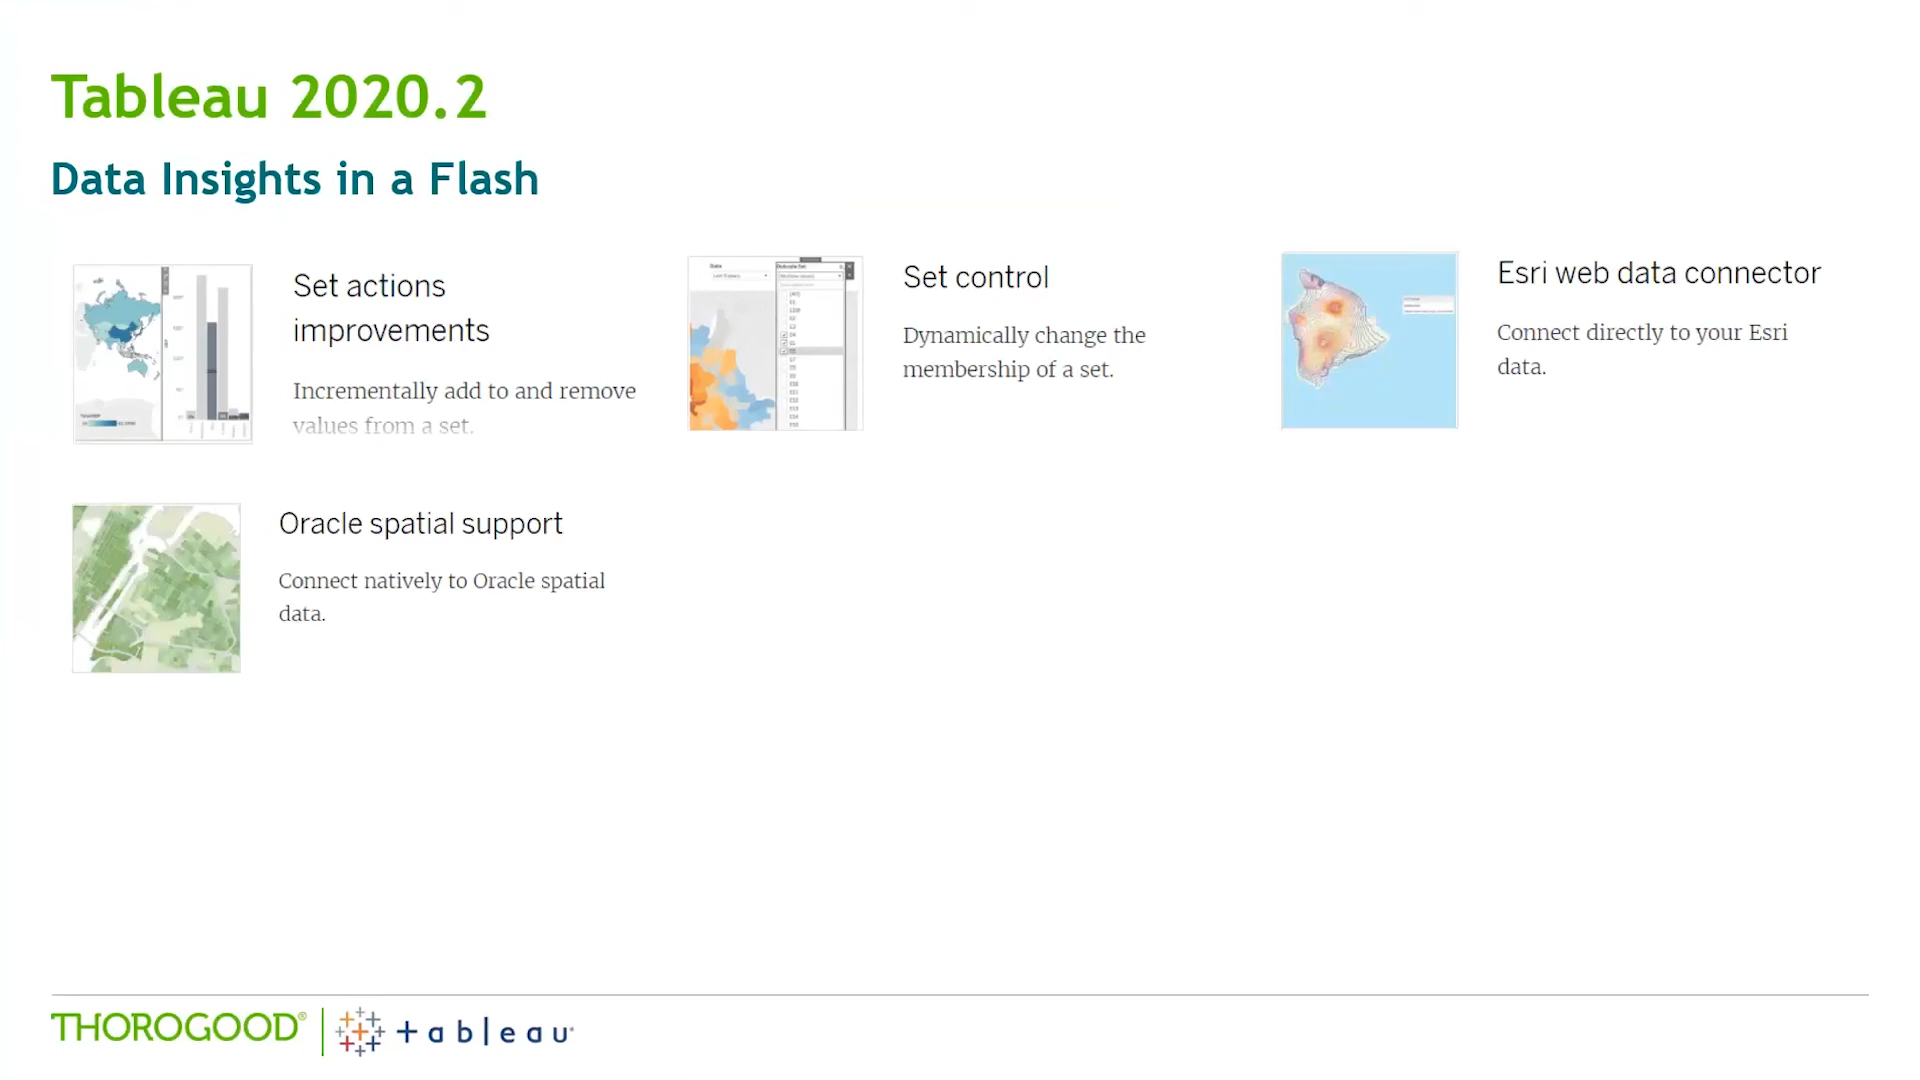 Tableau 2020.2
Data Insights in a Flash
Set actions
improvements
Incrementally add to and remove
values from a set.
Set control
Dynamically change the
membership of a set.
Esri web data connector
Connect directly to your Esri
data.
Oracle spatial support
Connect natively to Oracle spatial
data.
THOROGOOD®
tableau